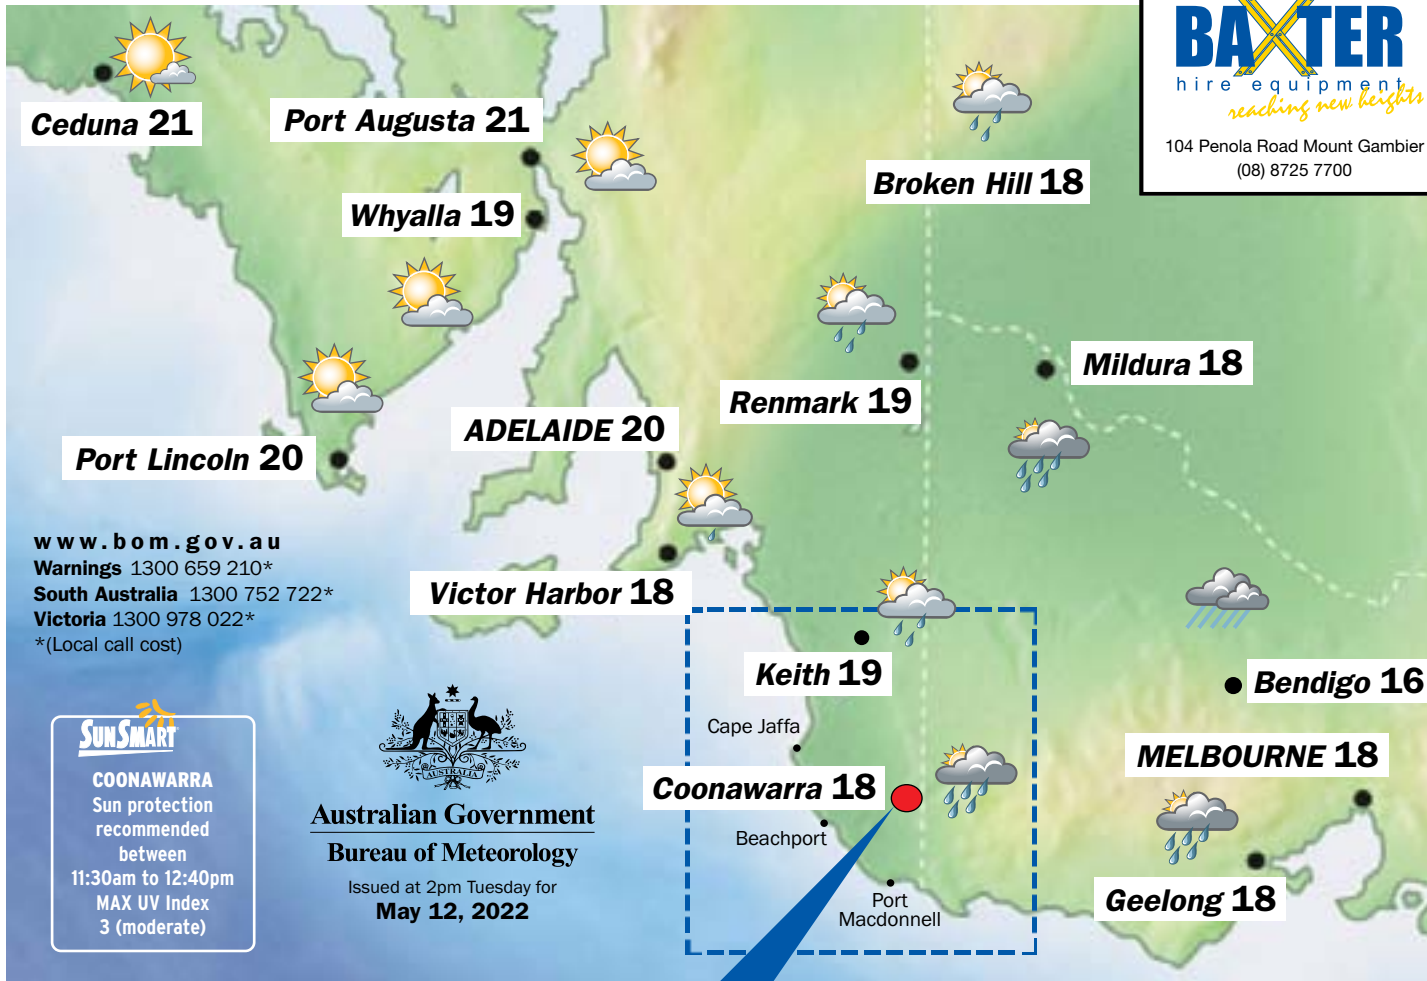 BAXTER
hire equipment
reaching new heights
104 Penola Road Mount Gambier
(08) 8725 7700
Ceduna 21
Port Augusta 21
Whyalla 19
Broken Hill 18
Renmark 19
Mildura 18
ADELAIDE 20
Port Lincoln 20
Victor Harbor 18
www.bom.gov.au
Warnings 1300 659 210*
South Australia 1300 752 722*
Victoria 1300 978 022*
*(Local call cost)
Keith 19
Bendigo 16
Cape Jaffa
MELBOURNE 18
Coonawarra 18
Beachport
Geelong 18
Port
Macdonnell
SUNSMART
COONAWARRA
Sun protection
recommended
between
11:30am to 12:40pm
MAX UV Index
3 (moderate)
AUSTRALIA
Australian Government
Bureau of Meteorology
Issued at 2pm Tuesday for
May 12, 2022